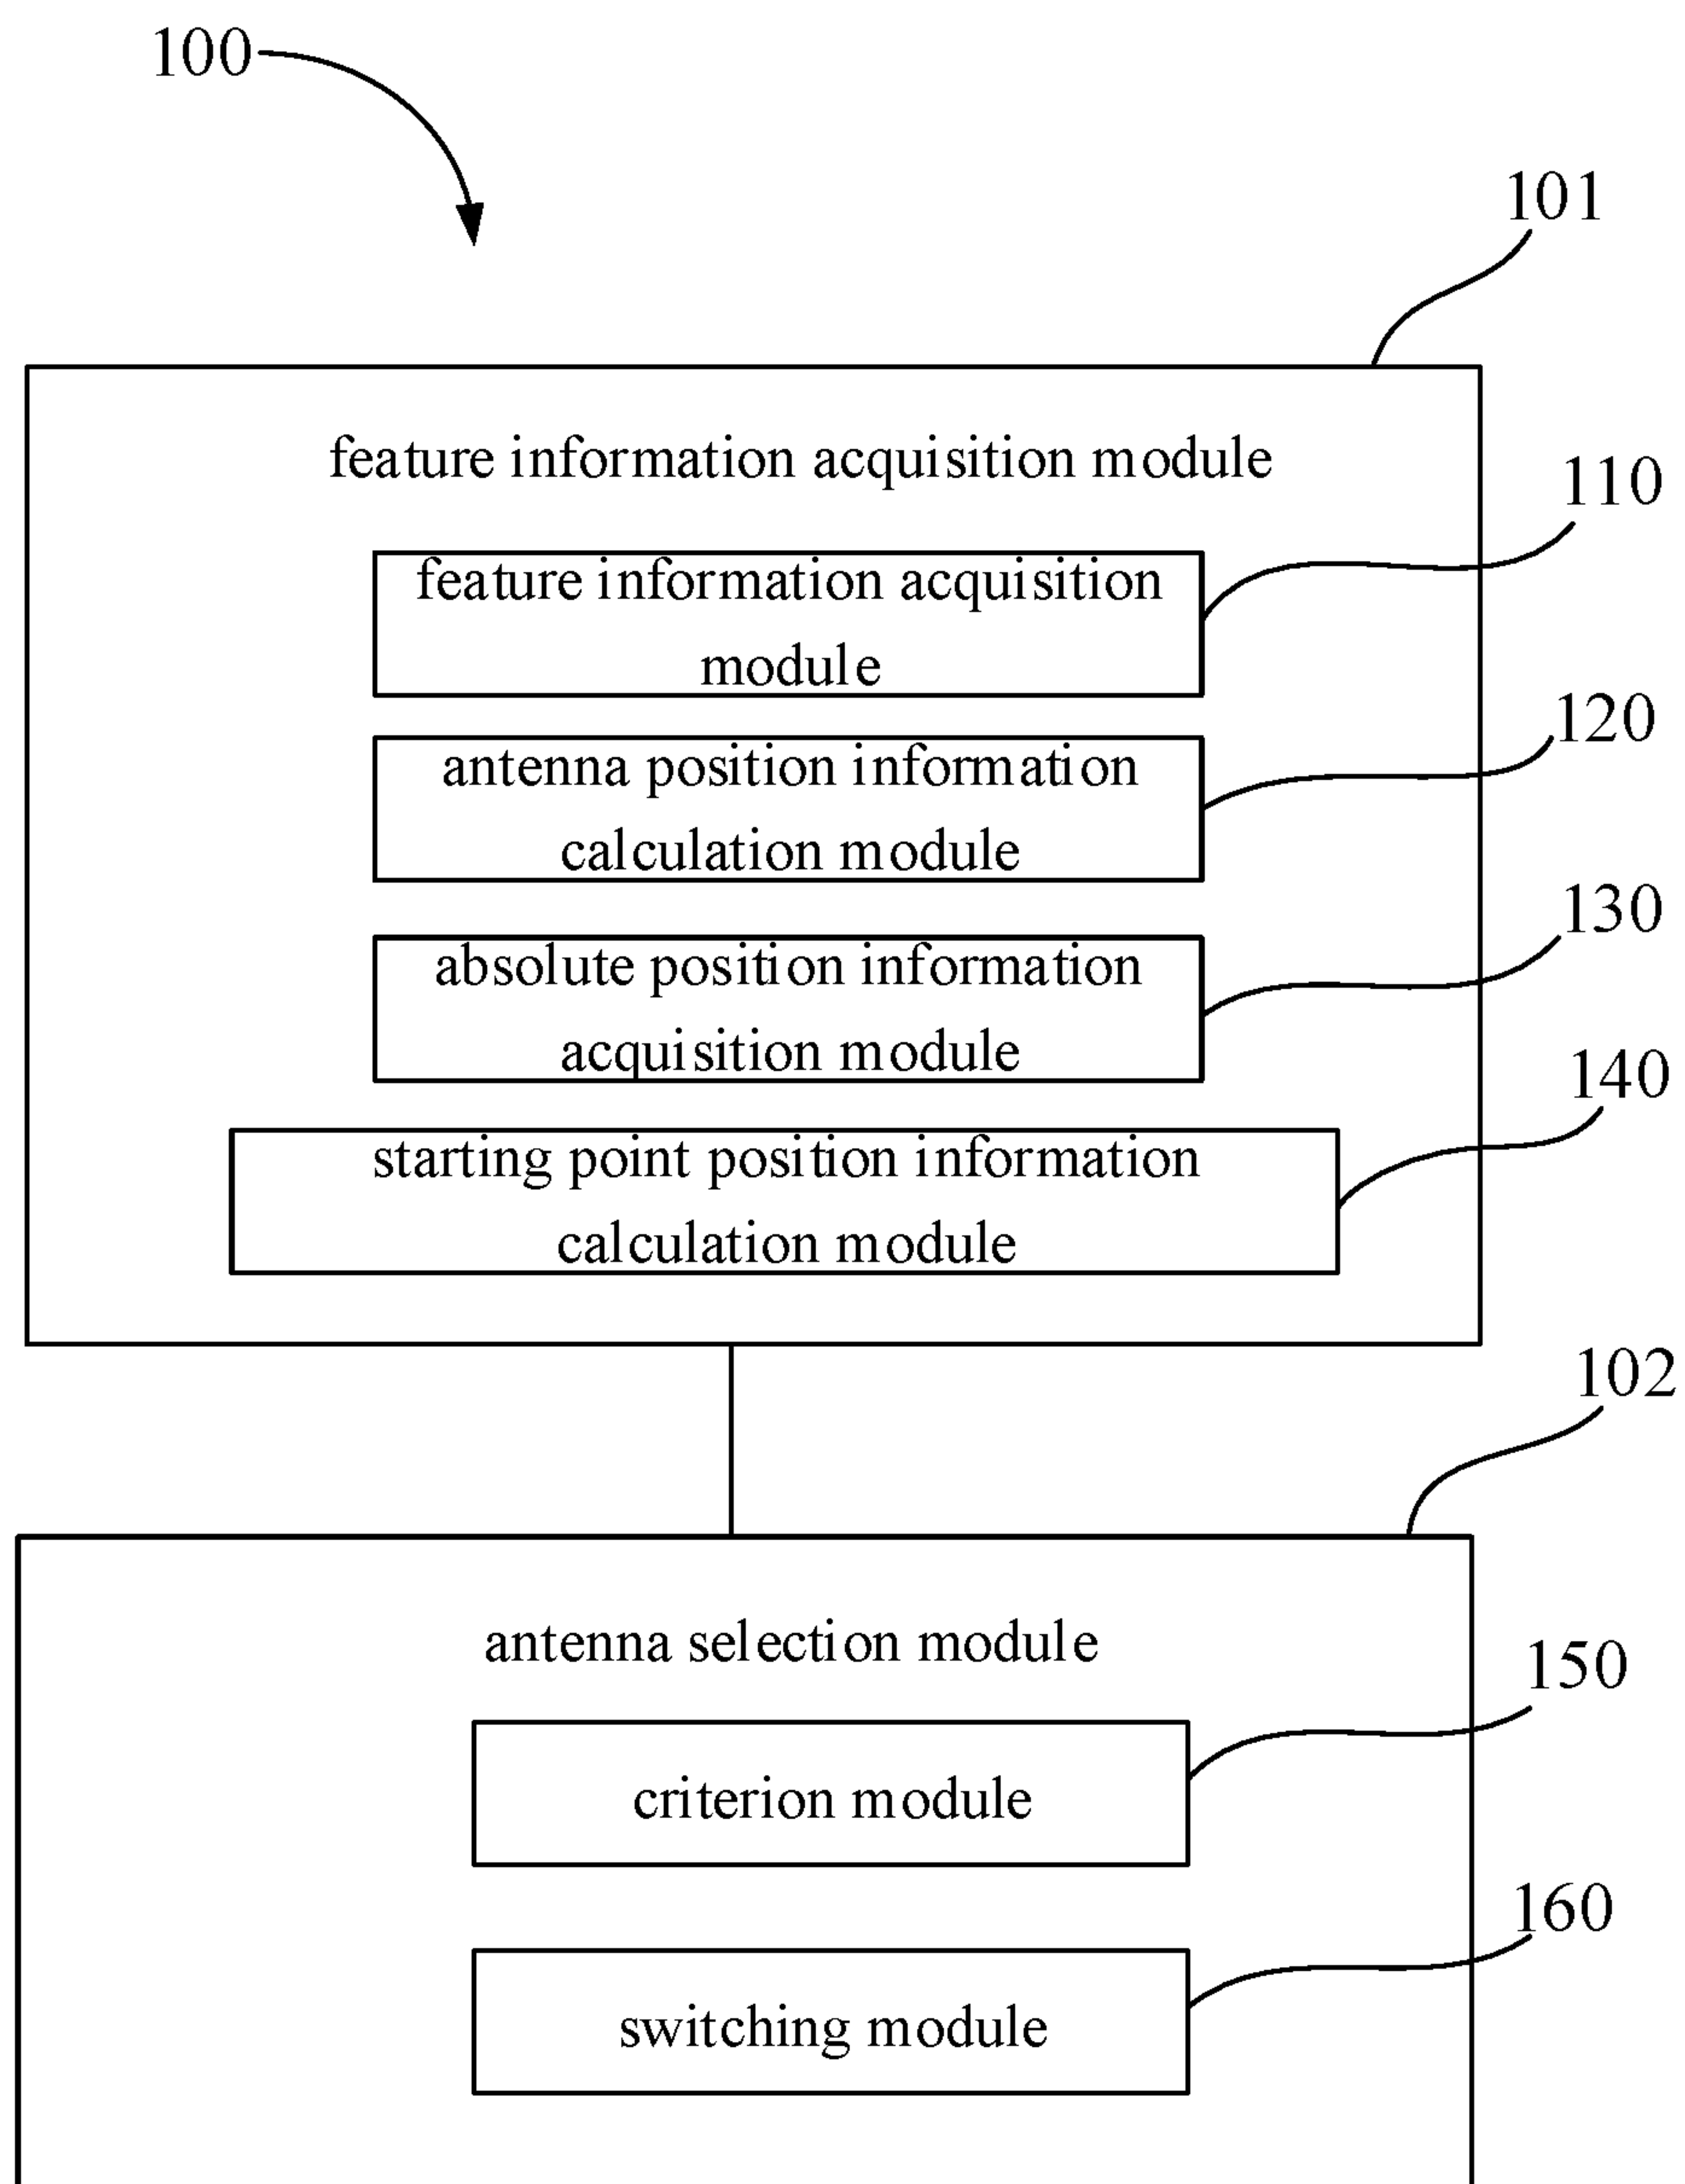 100
101
feature information acquisition module
110
feature information acquisition
module
120
antenna position information
calculation module
130
absolute position information
acquisition module
140
starting point position information
calculation module
102
antenna selection module
150
criterion module
160
switching module